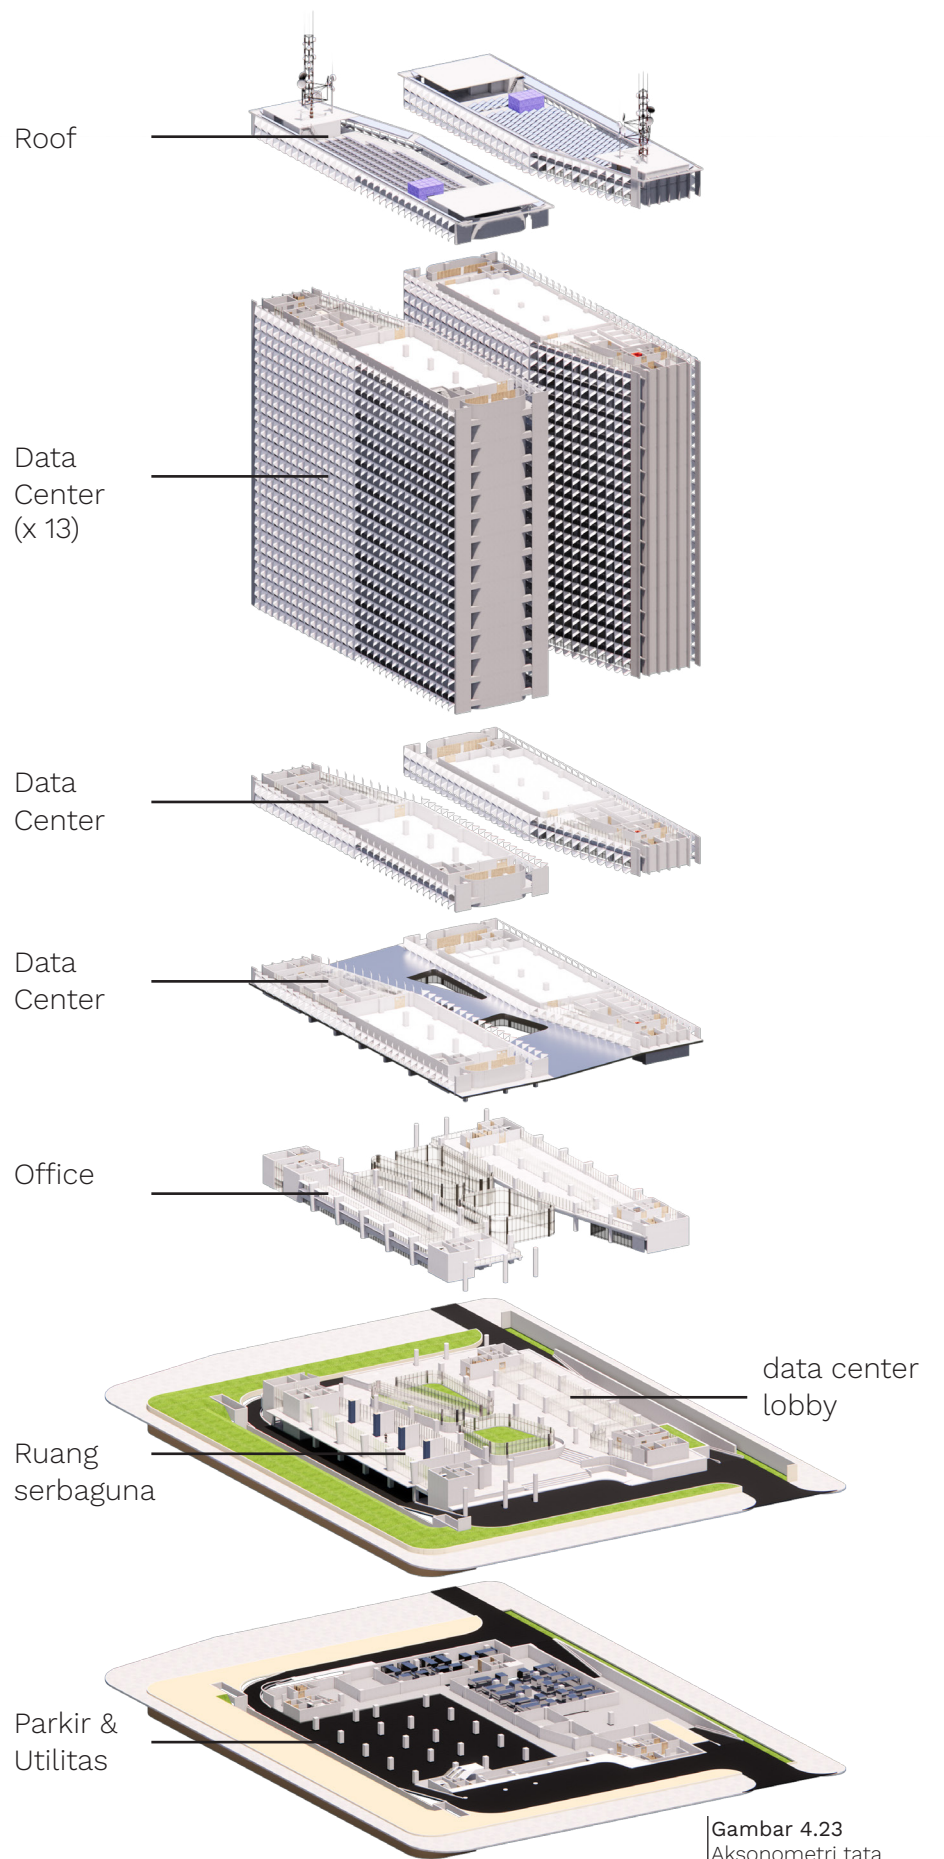 Roof
Data
Center
(x 13)
Data
Center
Data
Center
Office
data center
lobby
Ruang
serbaguna
Parkir &
Utilitas
Gambar 4.23
Aksonometri tata